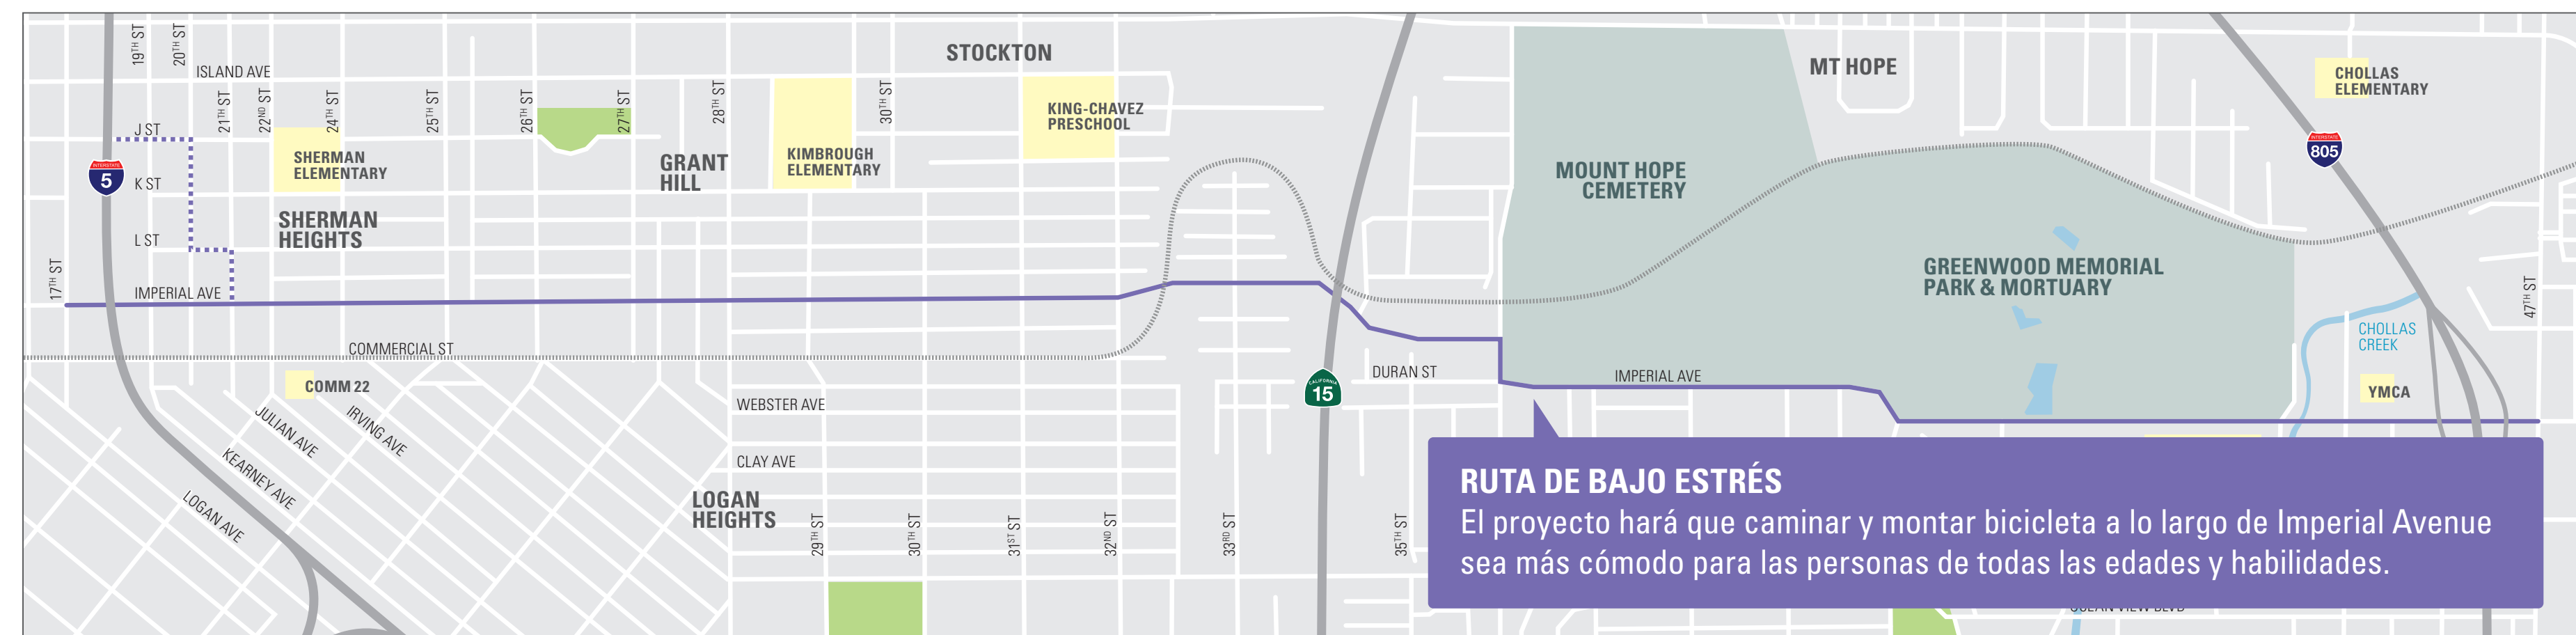 19TH ST
20TH ST
ISLAND AVE
21ST ST
22ND ST
24TH ST
25TH ST
26TH ST
27TH ST
28TH ST
30TH ST
STOCKTON
KING-CHAVEZ
PRESCHOOL
MT HOPE
CHOLLAS
ELEMENTARY
J ST
SHERMAN
ELEMENTARY
GRANT
HILL
KIMBROUGH
ELEMENTARY
MOUNT HOPE
CEMETERY
INTERSTATE
805
INTERSTATE
5
K ST
SHERMAN
HEIGHTS
L ST
17TH ST
IMPERIAL AVE
GREENWOOD MEMORIAL
PARK & MORTUARY
47TH ST
CHOLLAS
CREEK
COMMERCIAL ST
COMM 22
DURAN ST
IMPERIAL AVE
CALIFORNIA
15
YMCA
WEBSTER AVE
JULIAN AVE
IRVING AVE
KEARNEY AVE
LOGAN AVE
CLAY AVE
LOGAN
HEIGHTS
29TH ST
30TH ST
31ST ST
32ND ST
33RD ST
35TH ST
RUTA DE BAJO ESTRÉS
El proyecto hará que caminar y montar bicicleta a lo largo de Imperial Avenue
sea más cómodo para las personas de todas las edades y habilidades.